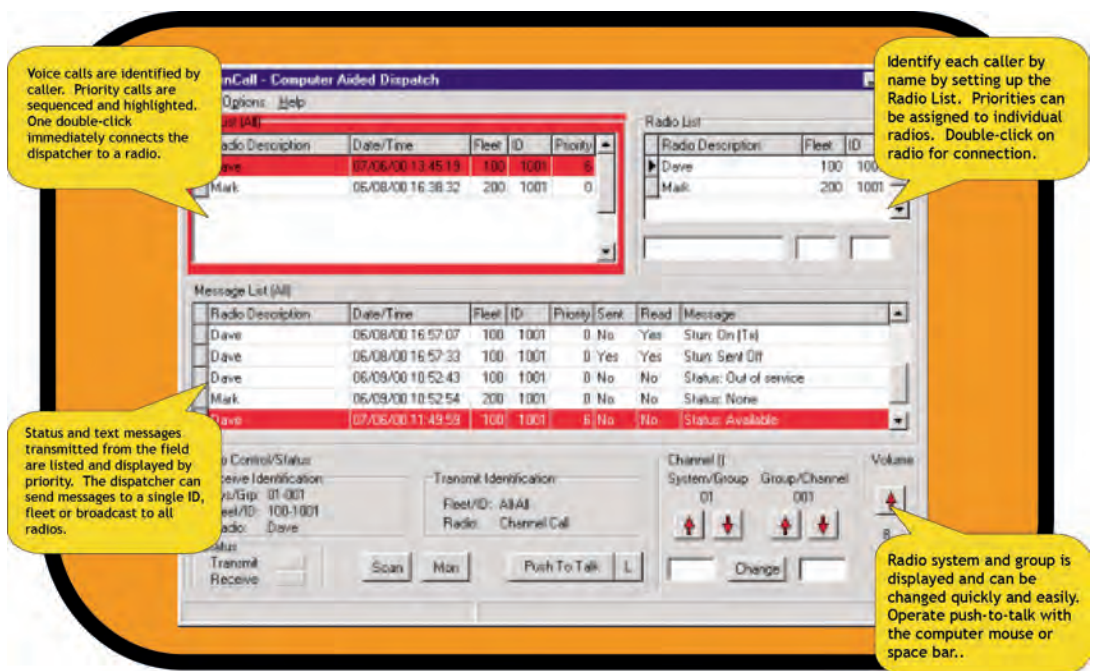 Voice calls are identified by
caller. Priority calls are
sequenced and highlighted.
One double-click
immediately connects the
dispatcher to a radio.
Identify each caller by
name by setting up the
Radio List. Priorities can
be assigned to individual
radios. Double-click on
radio for connection.
nCall - Computer Aided Dispatch
Options Help
List (All)
adio Description Date/Time Fleet ID Priority
Dave 07/06/00 13:45:19 100 1001 6
Mark 06/08/00 16:38:32 200 1001 0
Radio List
Radio Description Fleet ID
Dave 100 100
Mark 200 1001
Message List (All)
Radio Description Date/Time Fleet ID Priority Sent Read Message
Dave 06/08/00 16:57:07 100 1001 0 No Yes Stun: On (Tx)
Dave 06/08/00 16:57:33 100 1001 0 Yes Yes Stun: Sent Off
Dave 06/09/00 10:52:43 100 1001 0 No No Status: Out of service
Mark 06/09/00 10:52:54 200 1001 0 No No Status: None
Dave 07/06/00 11:49:59 100 1001 6 No No Status: Available
Status and text messages
transmitted from the field
are listed and displayed by
priority. The dispatcher can
send messages to a single ID,
fleet or broadcast to all
radios.
o Control/Status
ceive Identification
ys/Grp: 01-001
eet/ID: 100-1001
adio: Dave
Transmit Identification
Fleet/ID: All-All
Radio: Channel Call
Channel ()
System/Group Group/Channel
01 001
Volume
8
atus
Transmit
Receive
Scan Mon Push To Talk L
Change
Radio system and group is
displayed and can be
changed quickly and easily.
Operate push-to-talk with
the computer mouse or
space bar..